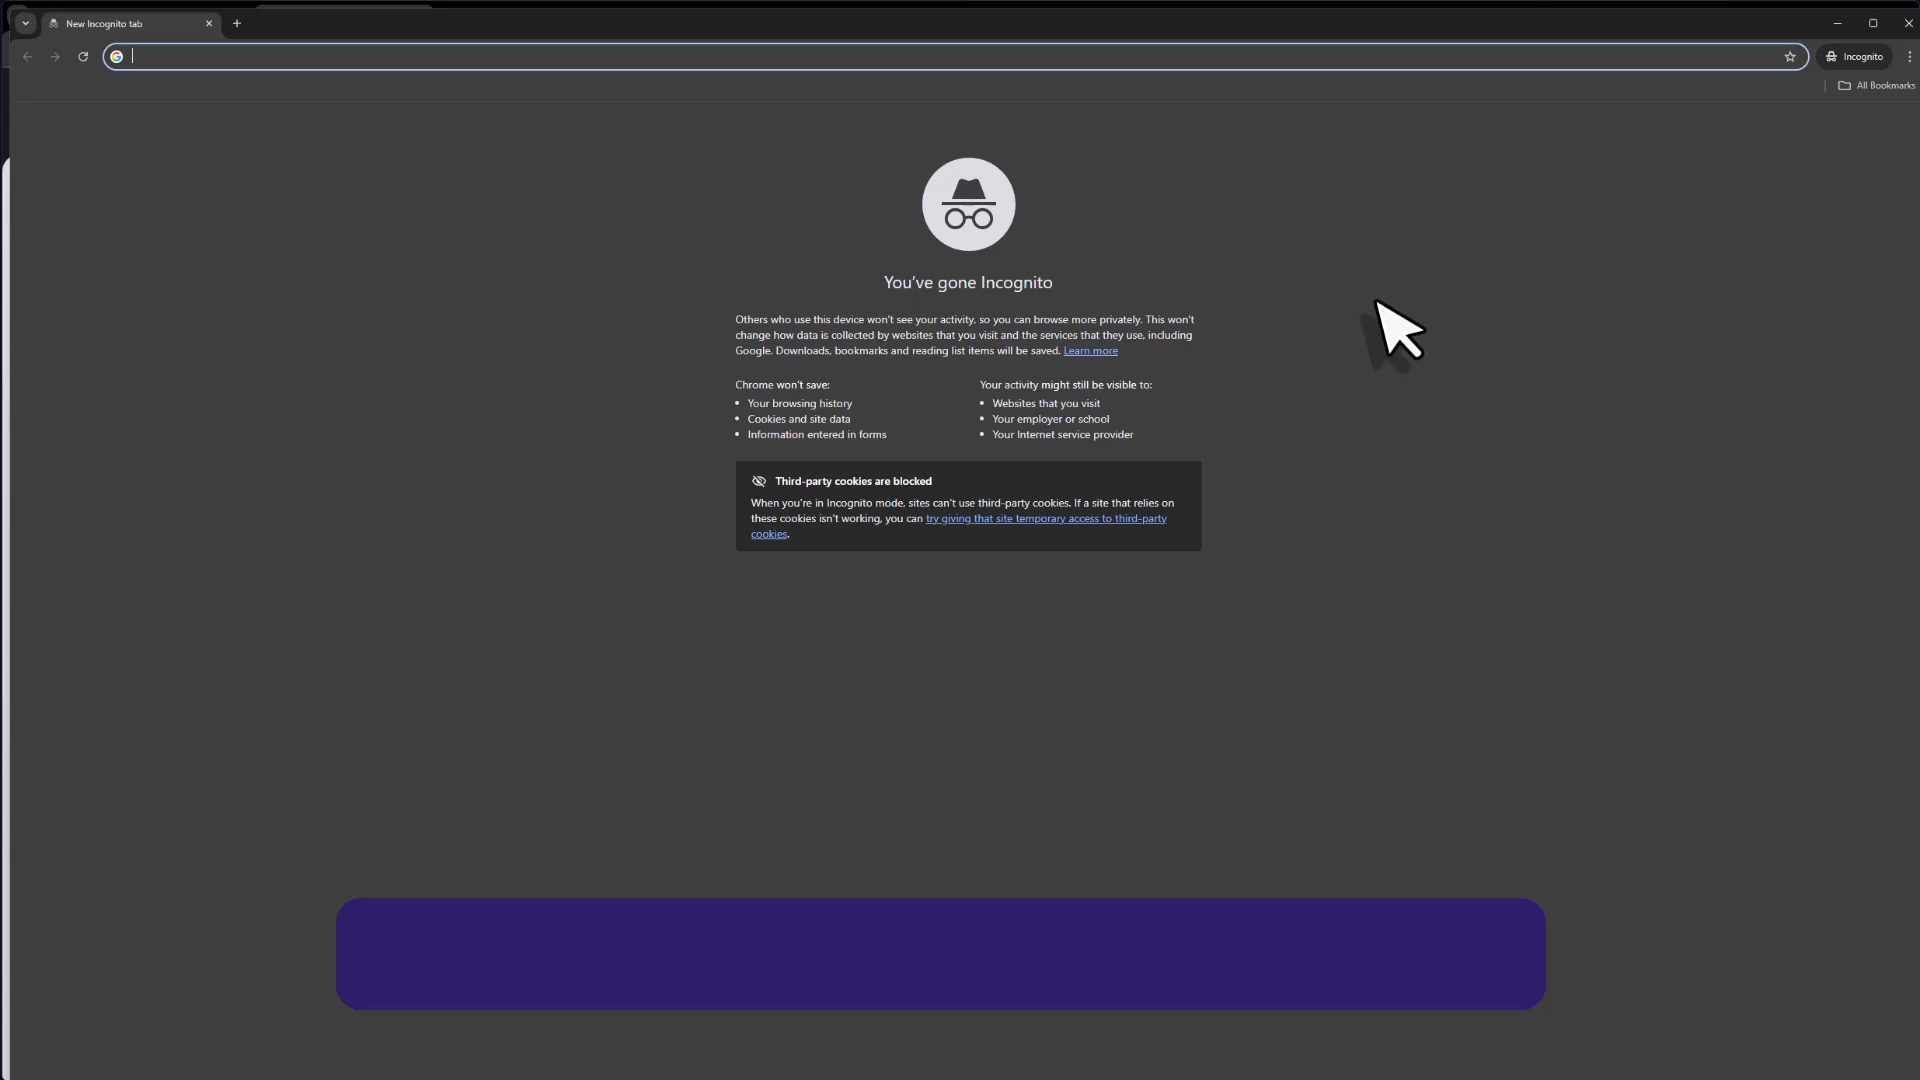 New Incognito tab
Incognito
All Bookmarks
You've gone Incognito
Others who use this device won't see your activity, so you can browse more privately. This won't
change how data is collected by websites that you visit and the services that they use, including
Google. Downloads, bookmarks and reading list items will be saved. Learn more
Chrome won't save:
• Your browsing history
• Cookies and site data
• Information entered in forms
Your activity might still be visible to:
• Websites that you visit
• Your employer or school
• Your Internet service provider
Third-party cookies are blocked
When you're in Incognito mode, sites can't use third-party cookies. If a site that relies on
these cookies isn't working, you can try giving that site temporary access to third-party
cookies.